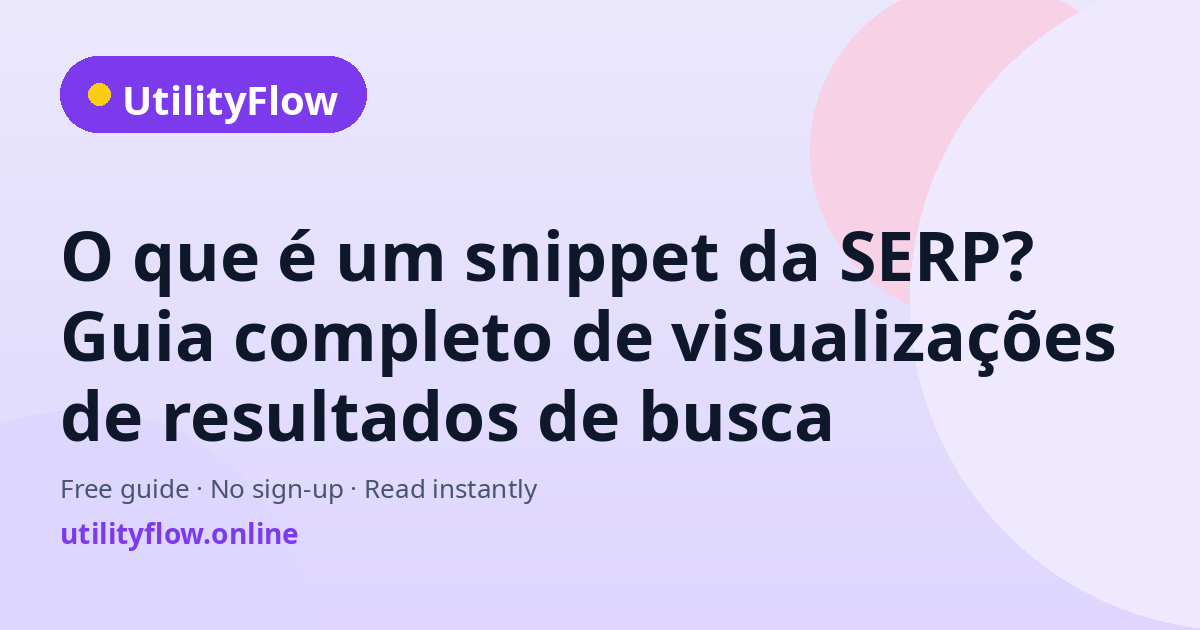 UtilityFlow
O que é um snippet da SERP?
Guia completo de visualizações
de resultados de busca
Free guide · No sign-up · Read instantly
utilityflow.online